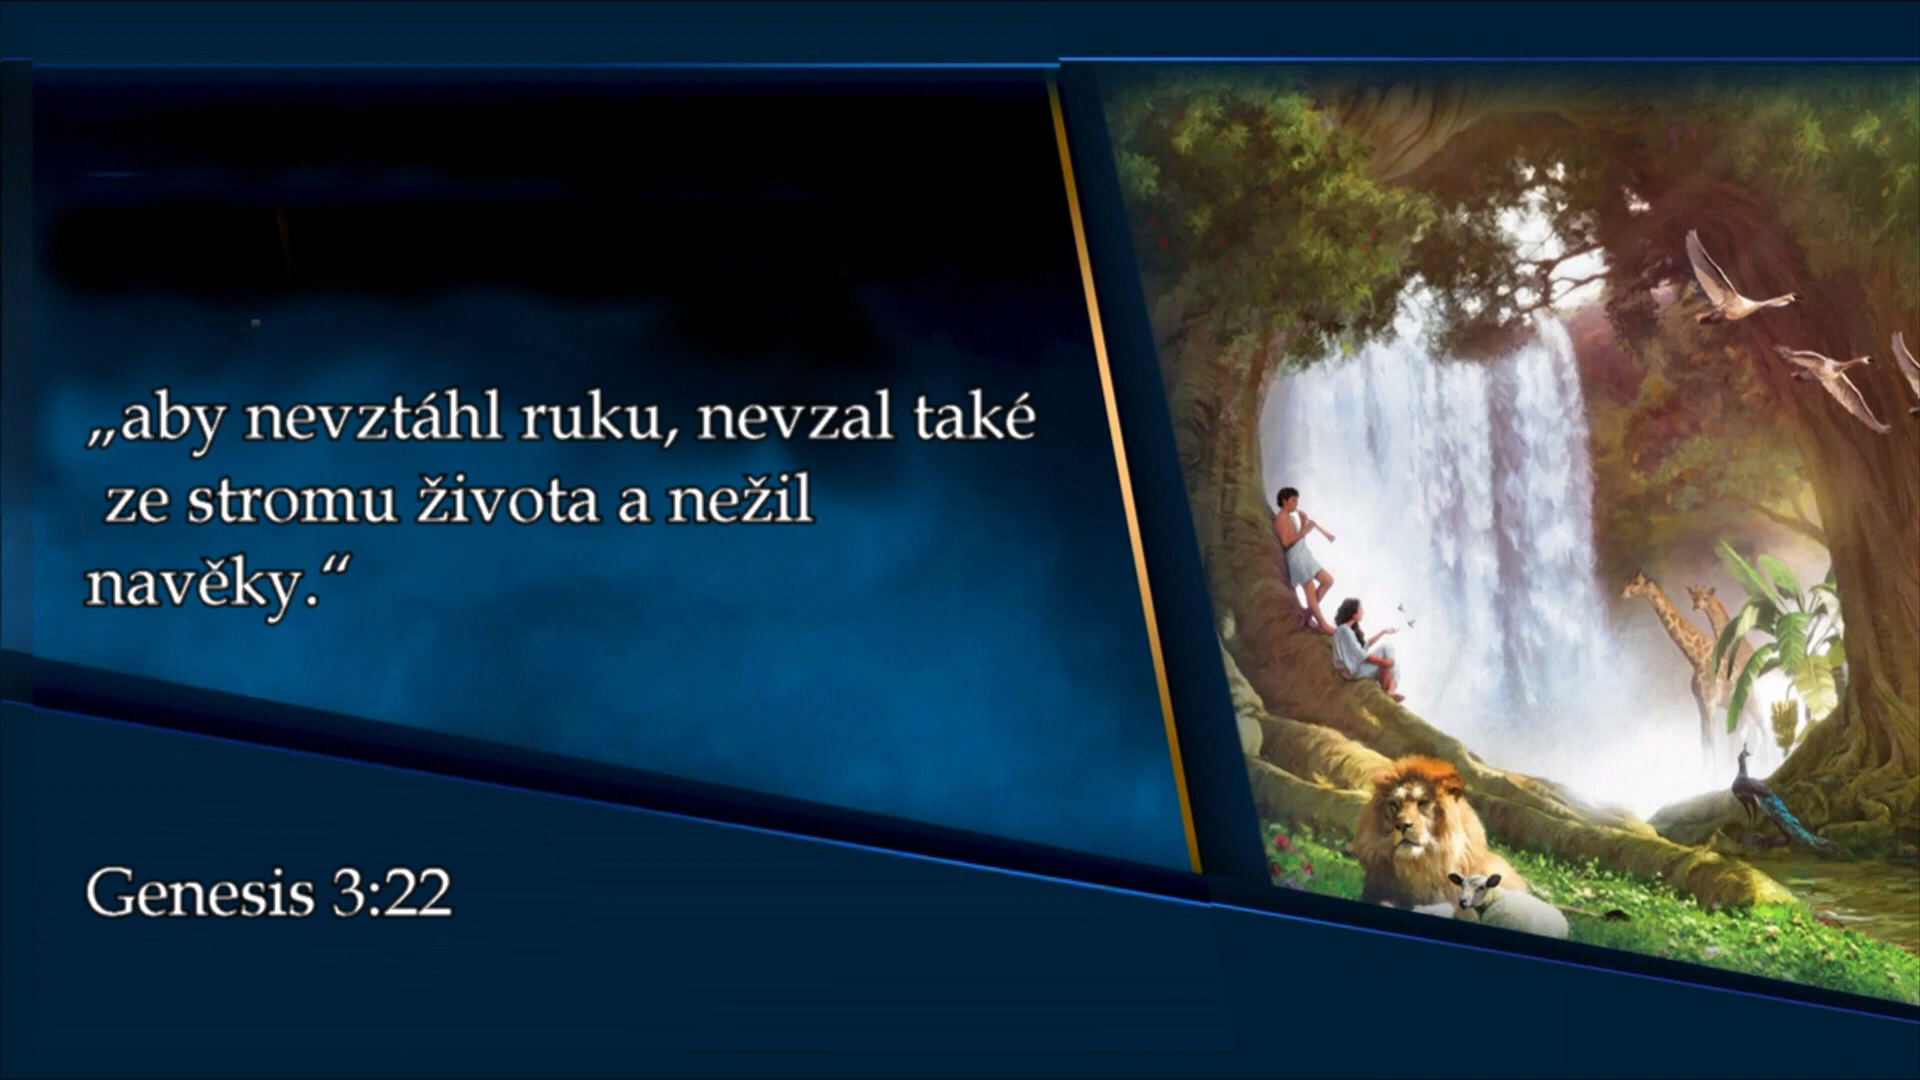 „aby nevztáhl ruku, nevzal také
ze stromu života a nežil
navěky.“
Genesis 3:22